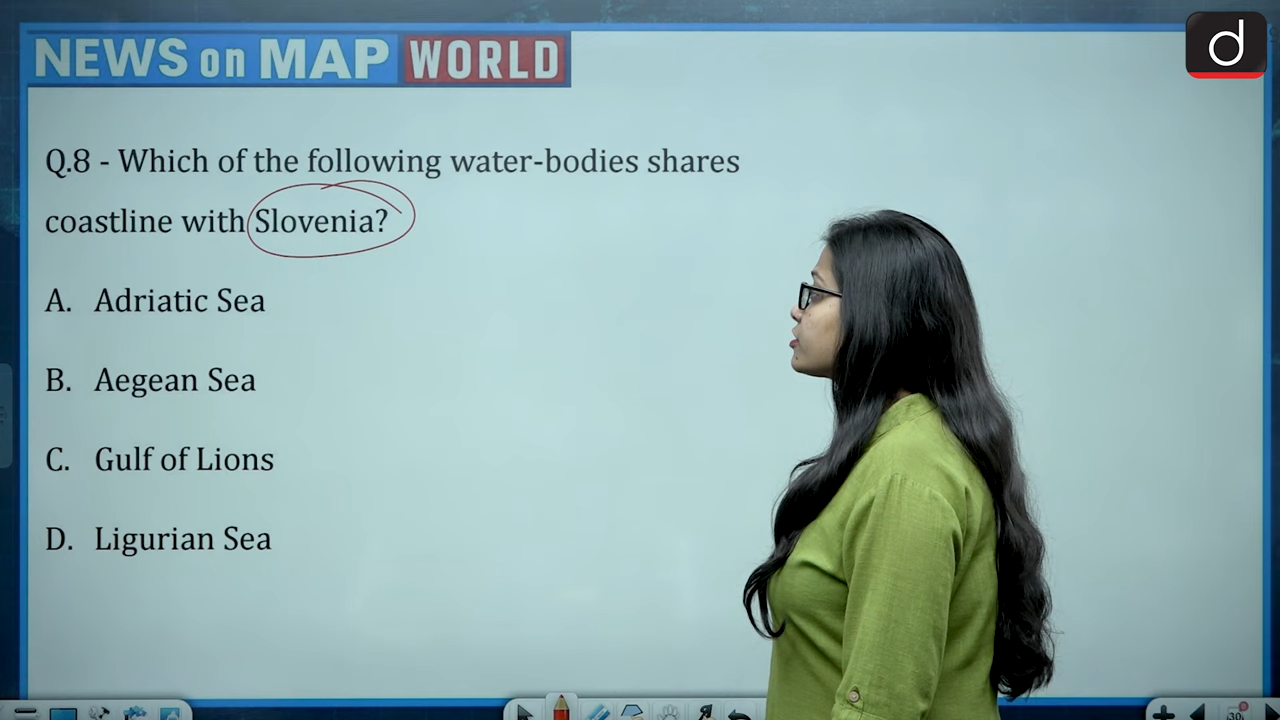 NEWS on MAP WORLD
d
Q.8 - Which of the following water-bodies shares
coastline with Slovenia?
A. Adriatic Sea
B. Aegean Sea
C. Gulf of Lions
D. Ligurian Sea
30